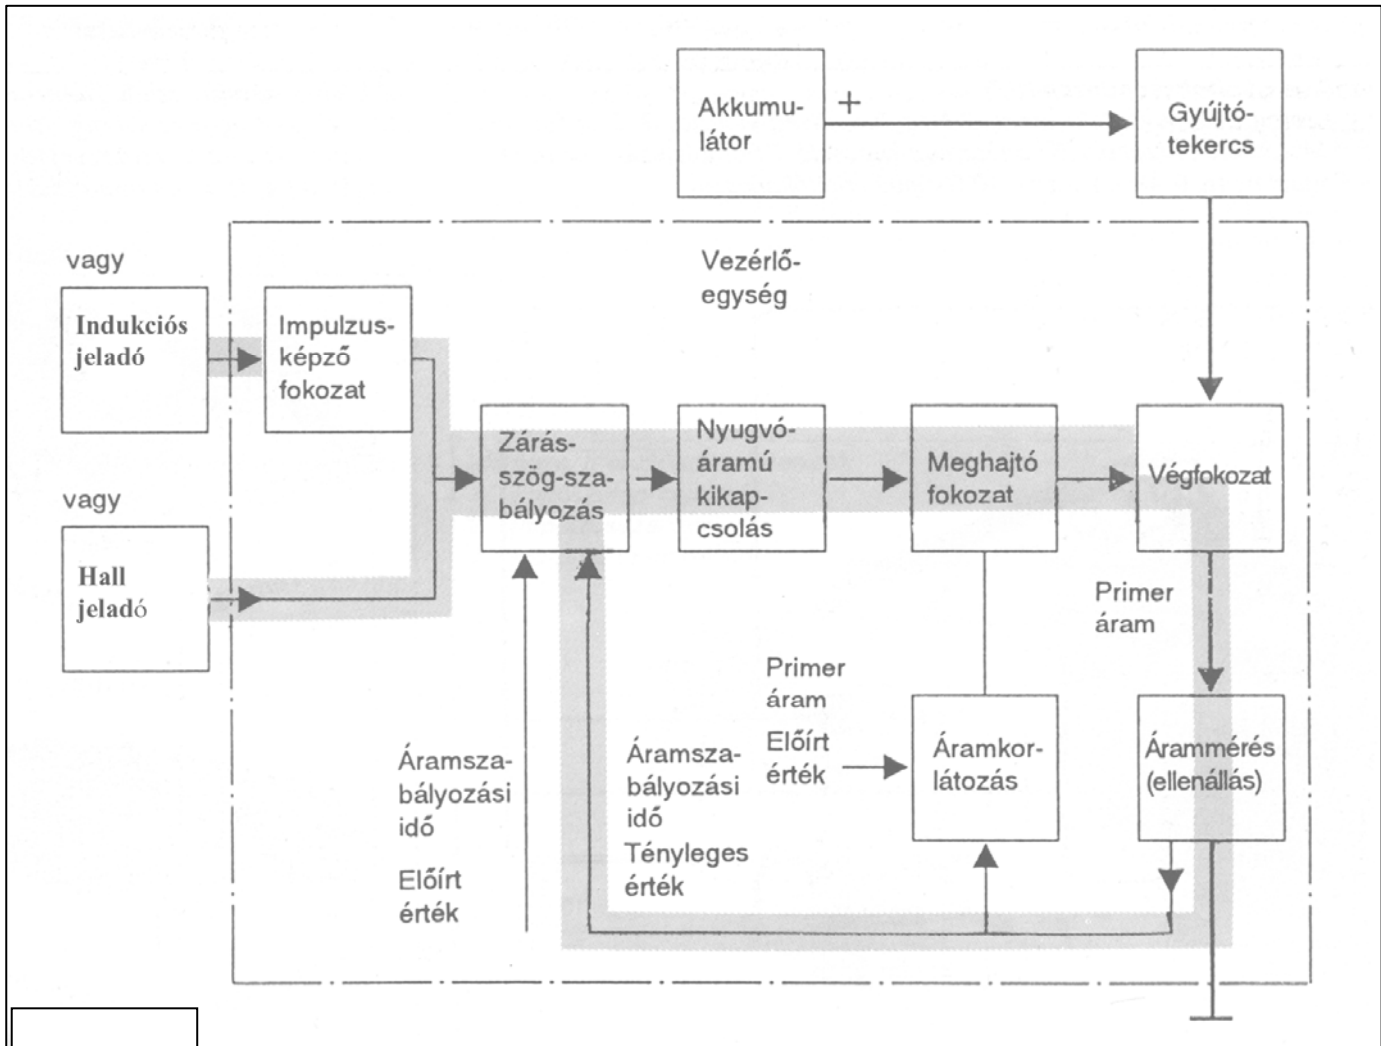 Akkumu-
látor
+
Gyújtó-
tekercs
Vezérlő-
egység
vagy
Indukciós
jeladó
Impulzus-
képző
fokozat
Zárás-
szög-sza-
bályozás
Nyugvó-
áramú
kikap-
csolás
Meghajtó
fokozat
Végfokozat
vagy
Hall
jeladó
Primer
áram
Primer
áram
Előírt
érték
Áramkor-
látozás
Árammérés
(ellenállás)
Áramsza-
bályozási
idő
Előírt
érték
Áramsza-
bályozási
idő
Tényleges
érték